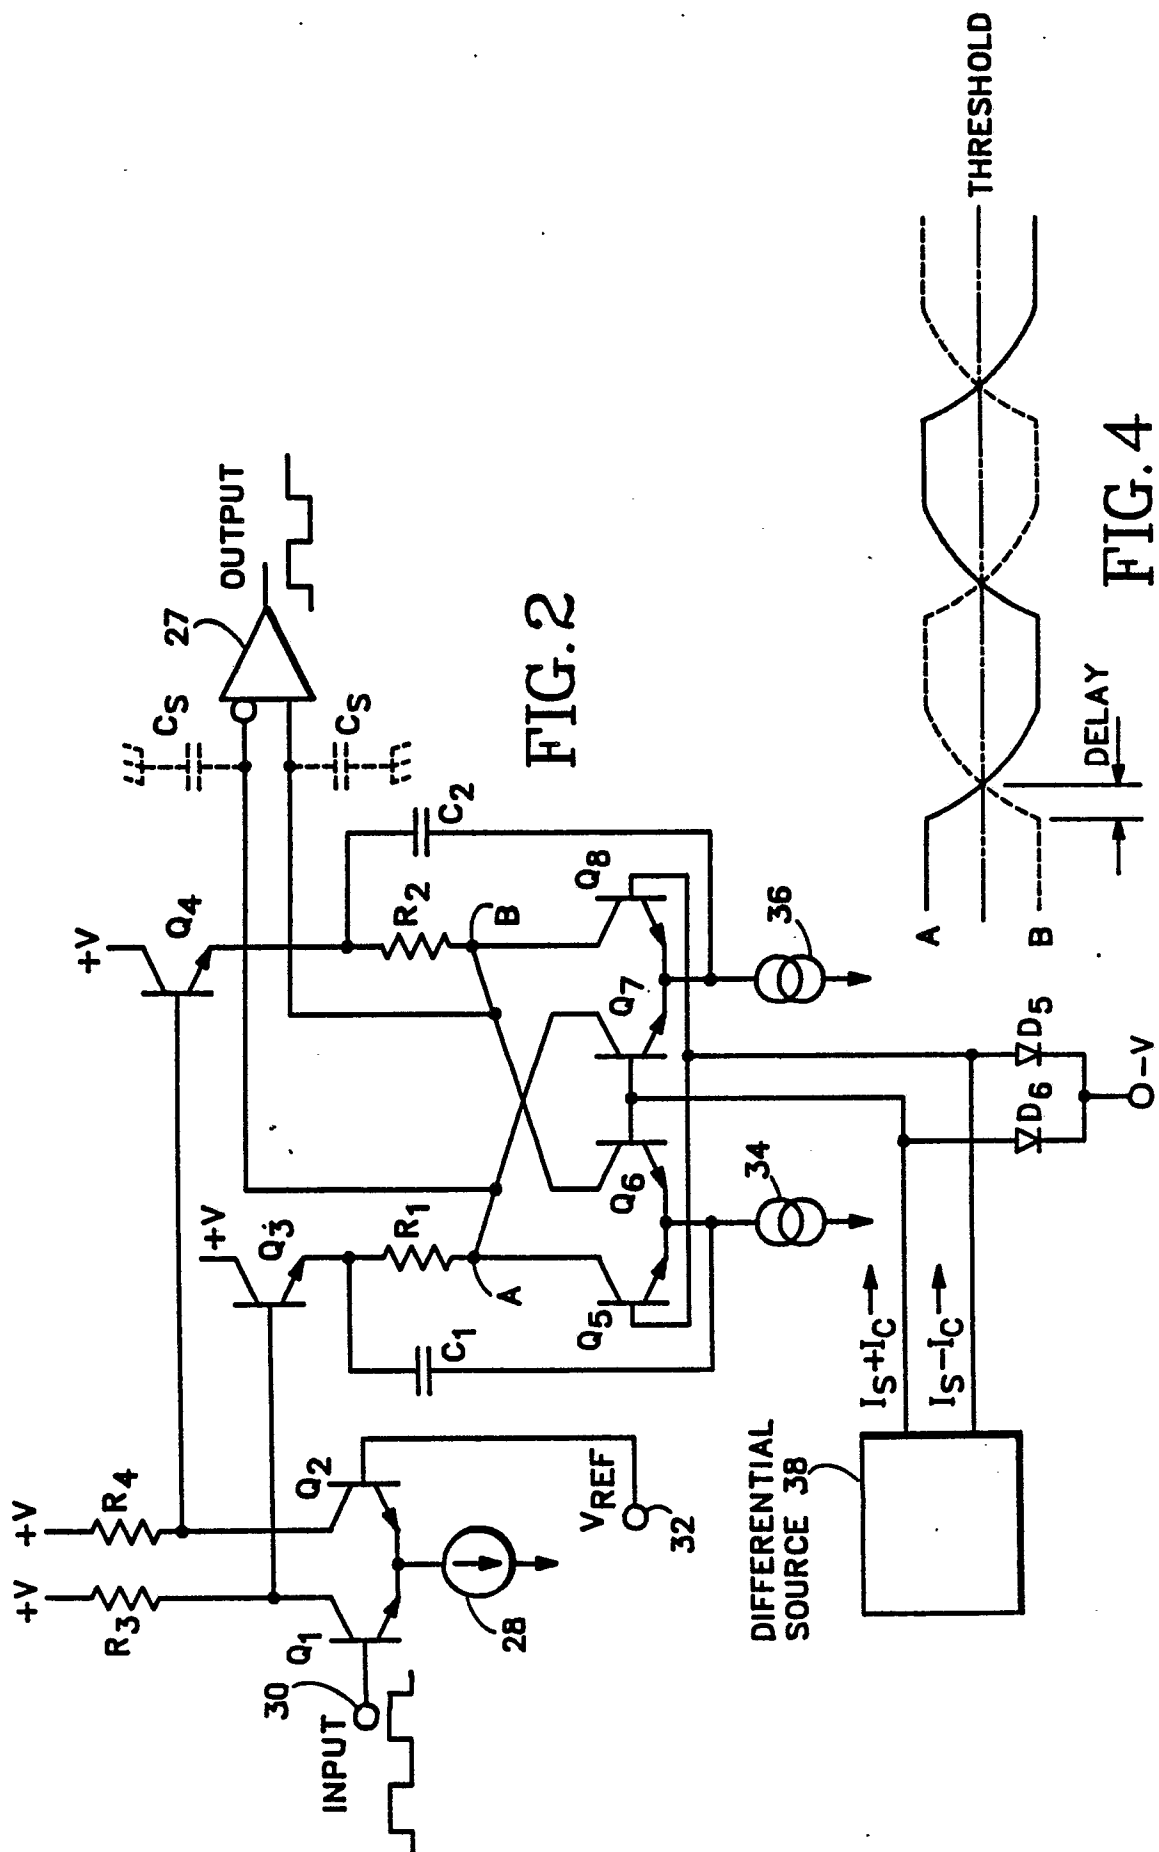 +V
+V
R3
R4
Q1
Q2
INPUT
30
28
VREF
32
+V
Q3
+V
Q4
R1
R2
C1
C2
A
B
Q5
Q6
Q7
Q8
34
36
CS
CS
27
OUTPUT
DIFFERENTIAL
SOURCE 38
IS+IC
IS-IC
D6
D5
-V
FIG. 2
A
B
DELAY
THRESHOLD
FIG. 4